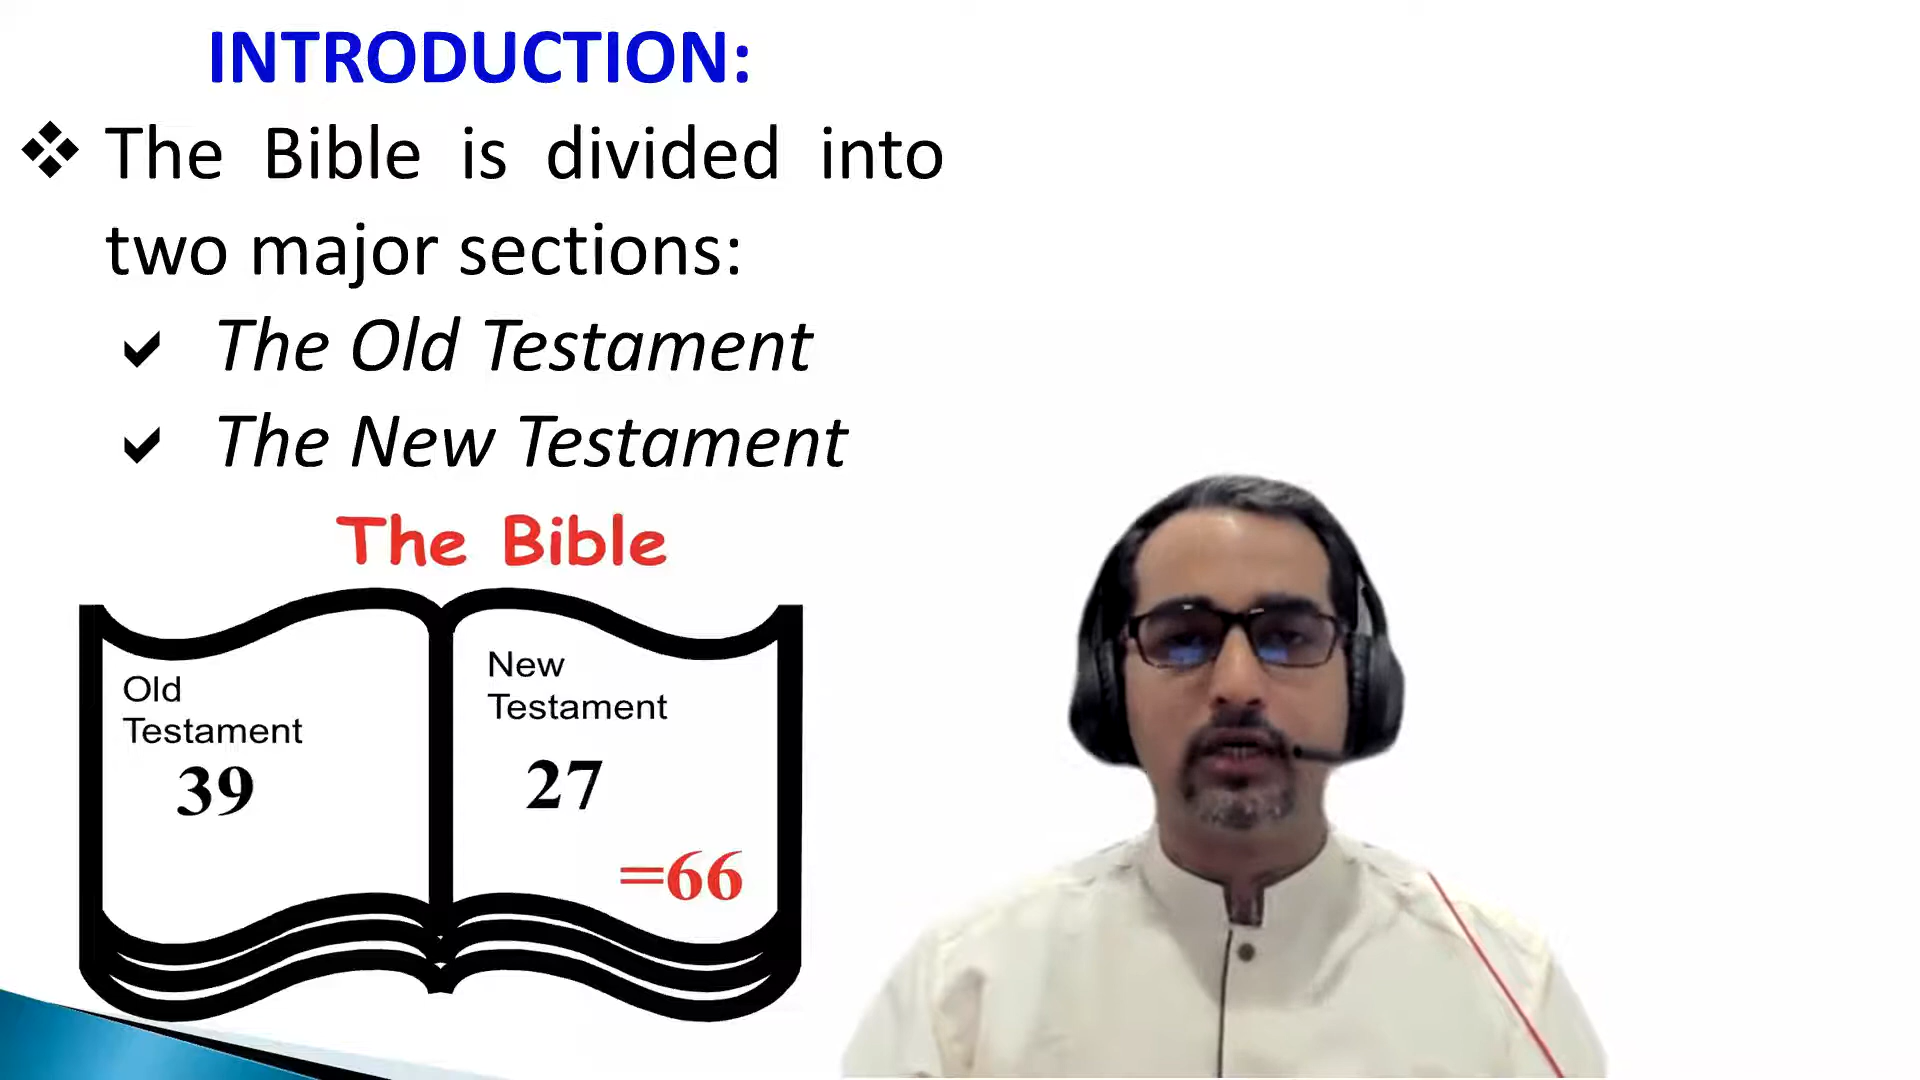 INTRODUCTION:
The Bible is divided into
two major sections:
The Old Testament
The New Testament
The Bible
Old
Testament
39
New
Testament
27
=66